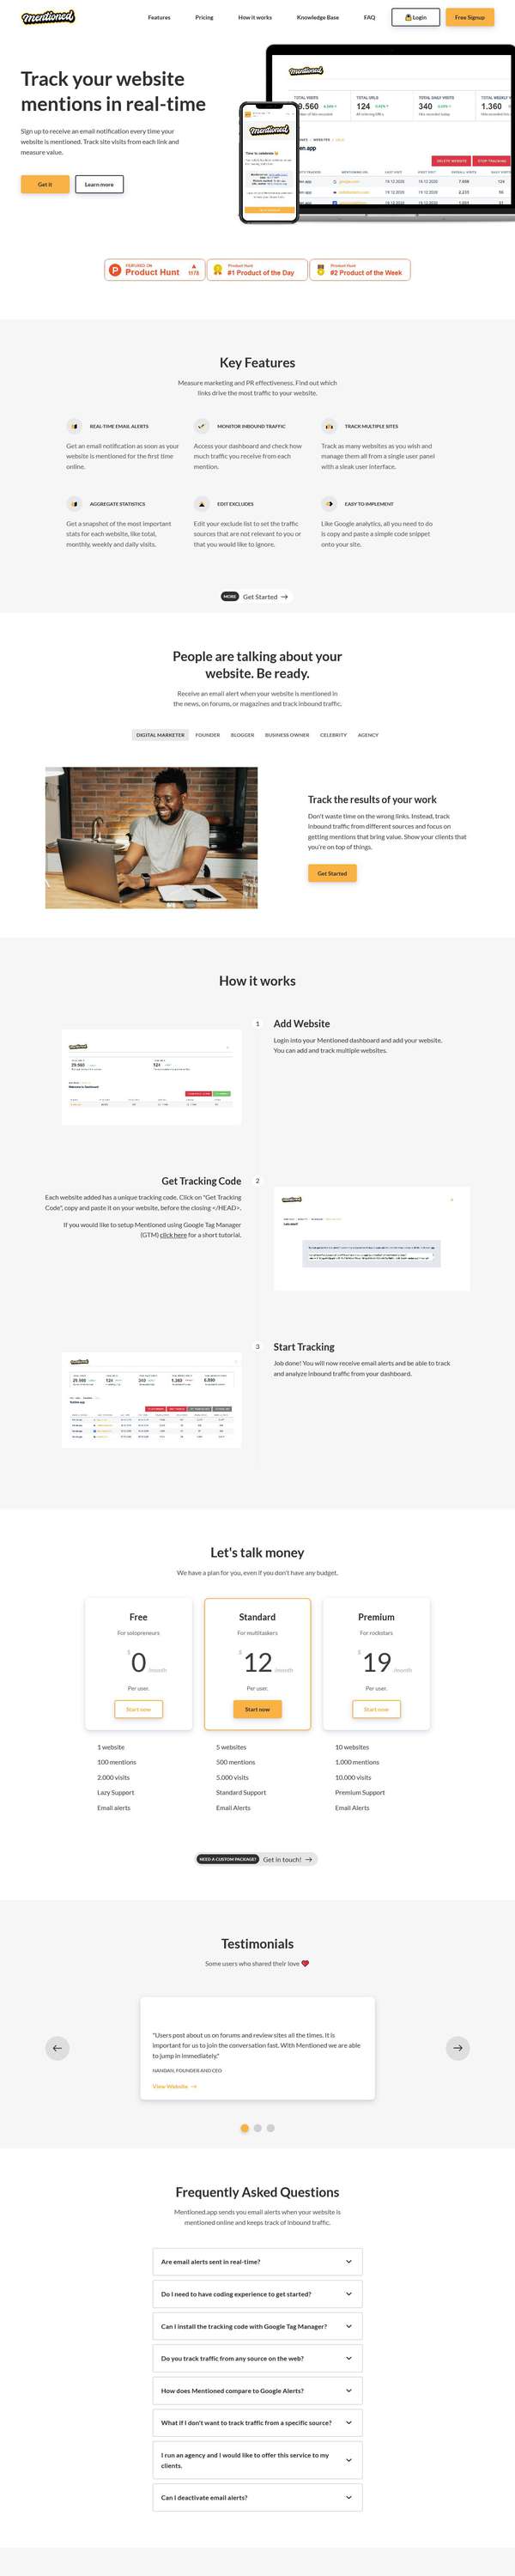 mentioned
Features
Pricing
How it works
Knowledge Base
FAQ
Login
Free Signup
Track your website
mentions in real-time
Sign up to receive an email notification every time your
website is mentioned. Track site visits from each link and
measure value.
Get it
Learn more
mentioned
TOTAL VISITS
TOTAL URLS
124
TOTAL DAILY VISITS
340
1.360
DELETE WEBSITE
STOP TRACKING
mentioned
FEATURED ON
Product Hunt
Product Hunt
#1 Product of the Day
Product Hunt
#2 Product of the Week
Key Features
Measure marketing and PR effectiveness. Find out which
links drive the most traffic to your website.
REAL-TIME EMAIL ALERTS
Get an email notification as soon as your
website is mentioned for the first time
online.
MONITOR INBOUND TRAFFIC
Access your dashboard and check how
much traffic you receive from each
mention.
TRACK MULTIPLE SITES
Track as many websites as you wish and
manage them all from a single user panel
with a sleak user interface.
AGGREGATE STATISTICS
Get a snapshot of the most important
stats for each website, like total,
monthly, weekly and daily visits.
EDIT EXCLUDES
Edit your exclude list to set the traffic
sources that are not relevant to you or
that you would like to ignore.
EASY TO IMPLEMENT
Like Google analytics, all you need to do
is copy and paste a simple code snippet
onto your site.
MORE
Get Started →
People are talking about your
website. Be ready.
Receive an email alert when your website is mentioned in
the news, on forums, or magazines and track inbound traffic.
DIGITAL MARKETER
FOUNDER
BLOGGER
BUSINESS OWNER
CELEBRITY
AGENCY
Track the results of your work
Don't waste time on the wrong links. Instead, track
inbound traffic from different sources and focus on
getting mentions that bring value. Show your clients that
you're on top of things.
Get Started
How it works
1
Add Website
Login into your Mentioned dashboard and add your website.
You can add and track multiple websites.
2
Get Tracking Code
Each website added has a unique tracking code. Click on "Get Tracking
Code", copy and paste it on your website, before the closing </HEAD>.
If you would like to setup Mentioned using Google Tag Manager
(GTM) click here for a short tutorial.
3
Start Tracking
Job done! You will now receive email alerts and be able to track
and analyze inbound traffic from your dashboard.
Let's talk money
We have a plan for you, even if you don't have any budget.
Free
For solopreneurs
$0 /month
Per user.
Start now
1 website
100 mentions
2.000 visits
Lazy Support
Email alerts
Standard
For multitaskers
$12 /month
Per user.
Start now
5 websites
500 mentions
5.000 visits
Standard Support
Email Alerts
Premium
For rockstars
$19 /month
Per user.
Start now
10 websites
1.000 mentions
10.000 visits
Premium Support
Email Alerts
NEED A CUSTOM PACKAGE?
Get in touch! →
Testimonials
Some users who shared their love ❤
"Users post about us on forums and review sites all the times. It is
important for us to join the conversation fast. With Mentioned we are able
to jump in immediately."
NANDAN, FOUNDER AND CEO
View Website →
Frequently Asked Questions
Mentioned.app sends you email alerts when your website is
mentioned online and keeps track of inbound traffic.
Are email alerts sent in real-time?
Do I need to have coding experience to get started?
Can I install the tracking code with Google Tag Manager?
Do you track traffic from any source on the web?
How does Mentioned compare to Google Alerts?
What if I don't want to track traffic from a specific source?
I run an agency and I would like to offer this service to my
clients.
Can I deactivate email alerts?